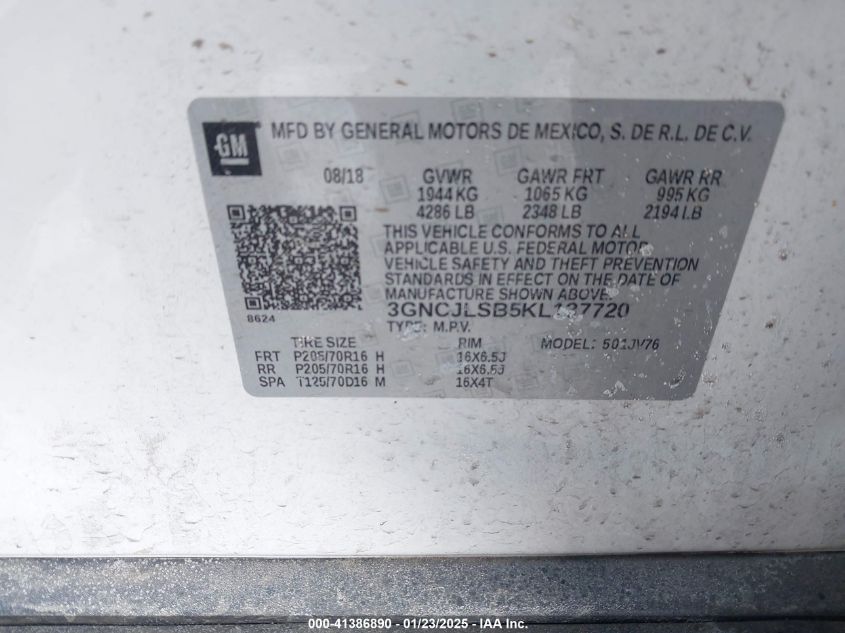 GM MFD BY GENERAL MOTORS DE MEXICO, S. DE R.L. DE C.V.
08/18 GVWR GAWR FRT GAWR RR
1944 KG 1065 KG 995 KG
4286 LB 2348 LB 2194 LB
THIS VEHICLE CONFORMS TO ALL
APPLICABLE U.S. FEDERAL MOTOR
VEHICLE SAFETY AND THEFT PREVENTION
STANDARDS IN EFFECT ON THE DATE OF
MANUFACTURE SHOWN ABOVE.
8624
3GNCJLSB5KL137720
TYPE: M.P.V.
TIRE SIZE RIM MODEL: 501JV76
FRT P205/70R16 H 16X6.5J
RR P205/70R16 H 16X6.5J
SPA T125/70D16 M 16X4T
000-41386890 - 01/23/2025 - IAA Inc.